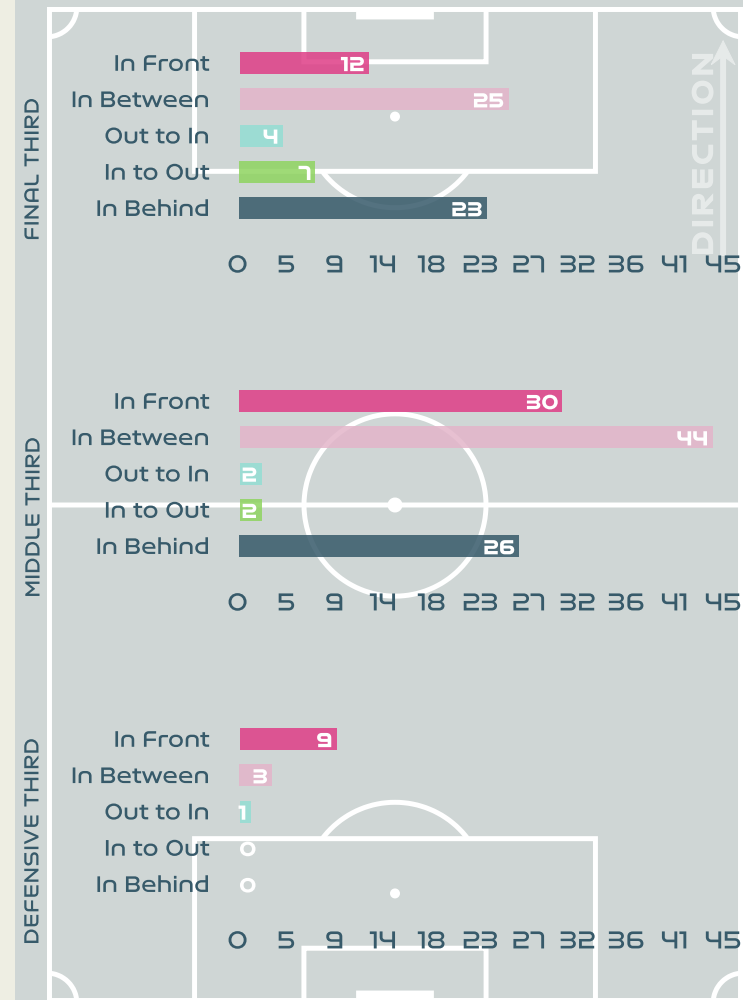 FINAL THIRD
In Front 12
In Between 25
Out to In 4
In to Out 7
In Behind 23
0 5 9 14 18 23 27 32 36 41 45
DIRECTION
MIDDLE THIRD
In Front 30
In Between 44
Out to In 2
In to Out 2
In Behind 26
0 5 9 14 18 23 27 32 36 41 45
DEFENSIVE THIRD
In Front 9
In Between 3
Out to In 1
In to Out 0
In Behind 0
0 5 9 14 18 23 27 32 36 41 45